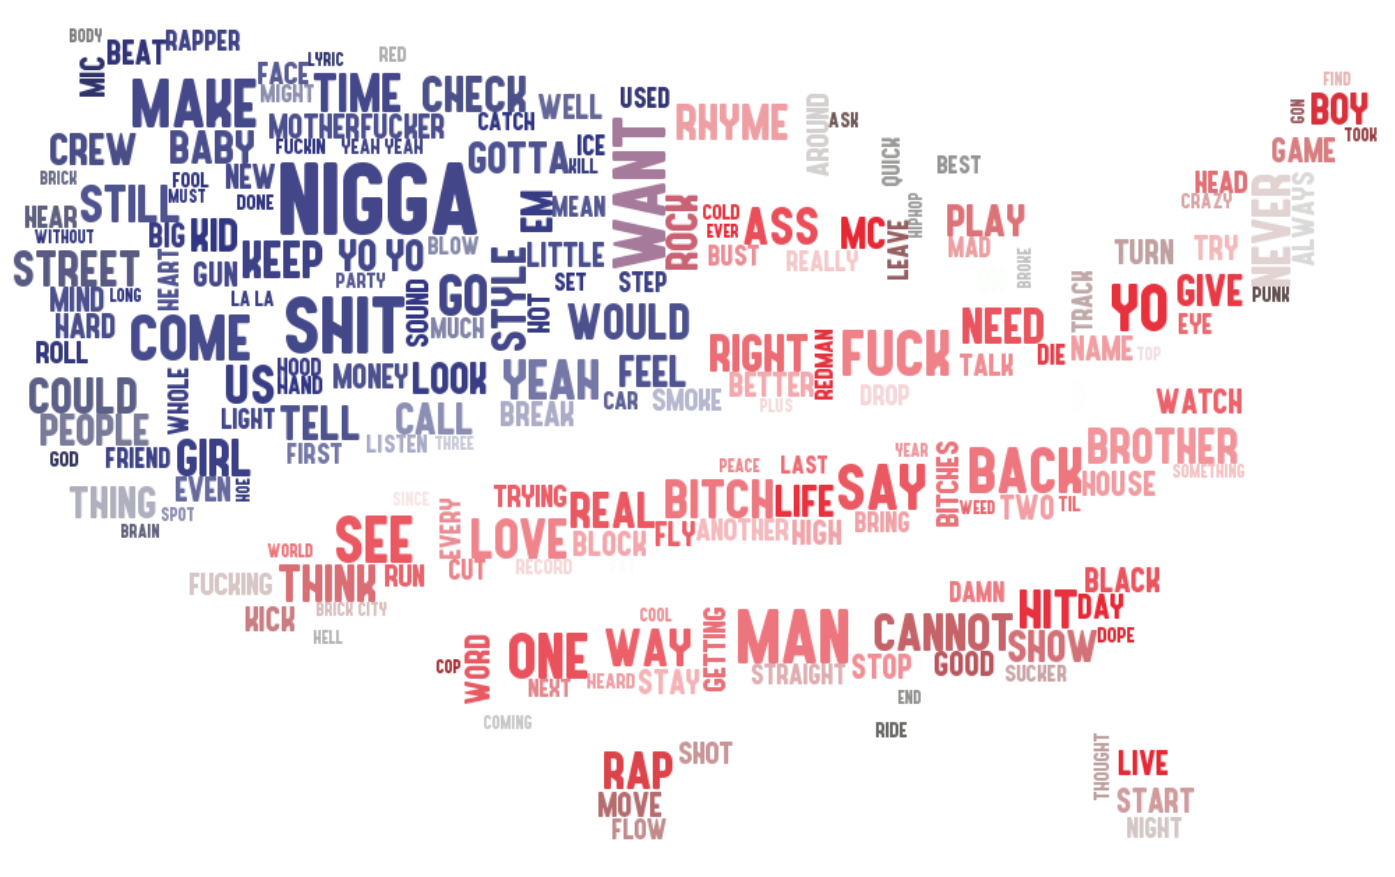 BODY
MIC
BEAT
RAPPER
LYRIC
RED
MAKE
FACE
MIGHT
TIME
CHECK
WELL
USED
RHYME
AROUND
ASK
FIND
GON
BOY
TOOK
CREW
BABY
MOTHERFUCKER
FUCKIN
YEAH YEAH
CATCH
GOTTA
ICE
KILL
WANT
QUICK
BEST
GAME
BRICK
STILL
FOOL
MUST
NEW
DONE
NIGGA
EM
MEAN
ROCK
COLD
EVER
ASS
MC
LEAVE
HIPHOP
PLAY
MAD
HEAD
CRAZY
NEVER
ALWAYS
HEAR
WITHOUT
BIG
KID
KEEP
YO YO
BLOW
STYLE
LITTLE
BUST
REALLY
BROKE
TURN
TRY
STREET
HEART
GUN
PARTY
SET
STEP
MIND
LONG
LA LA
SHIT
SOUND
GO
MUCH
HOT
WOULD
TRACK
YO
GIVE
EYE
PUNK
HARD
COME
ROLL
RIGHT
REDMAN
FUCK
NEED
TALK
DIE
NAME
TOP
COULD
WHOLE
US
HOOD
HAND
MONEY
LOOK
YEAH
FEEL
BETTER
PLUS
DROP
PEOPLE
LIGHT
TELL
CALL
BREAK
CAR
SMOKE
WATCH
GOD
FRIEND
GIRL
FIRST
LISTEN
THREE
BROTHER
SOMETHING
THING
SPOT
EVEN
HOE
BRAIN
SINCE
EVERY
TRYING
REAL
PEACE
LAST
BITCH
LIFE
SAY
YEAR
BITCHES
BACK
HOUSE
WEED
TWO
TIL
WORLD
SEE
LOVE
BLOCK
FLY
ANOTHER
HIGH
BRING
FUCKING
THINK
RUN
CUT
RECORD
KICK
BRICK CITY
HELL
DAMN
BLACK
COP
WORD
ONE
WAY
COOL
GETTING
MAN
CANNOT
HIT
DAY
SHOW
DOPE
NEXT
HEARD
STAY
STRAIGHT
STOP
GOOD
SUCKER
COMING
END
RIDE
RAP
SHOT
MOVE
FLOW
THOUGHT
LIVE
START
NIGHT